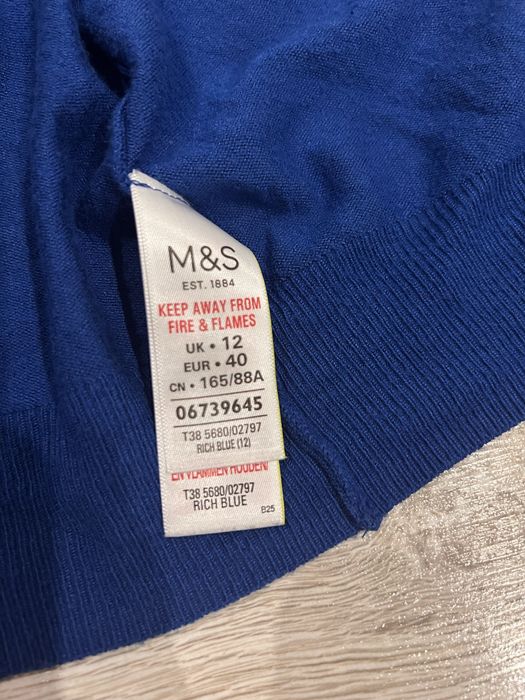 M&S
EST. 1884
KEEP AWAY FROM
FIRE & FLAMES
UK • 12
EUR • 40
CN • 165/88A
06739645
T38 5680/02797
RICH BLUE (12)
EN VLAMMEN HOUDEN/
T38 5680/02797
RICH BLUE
B25